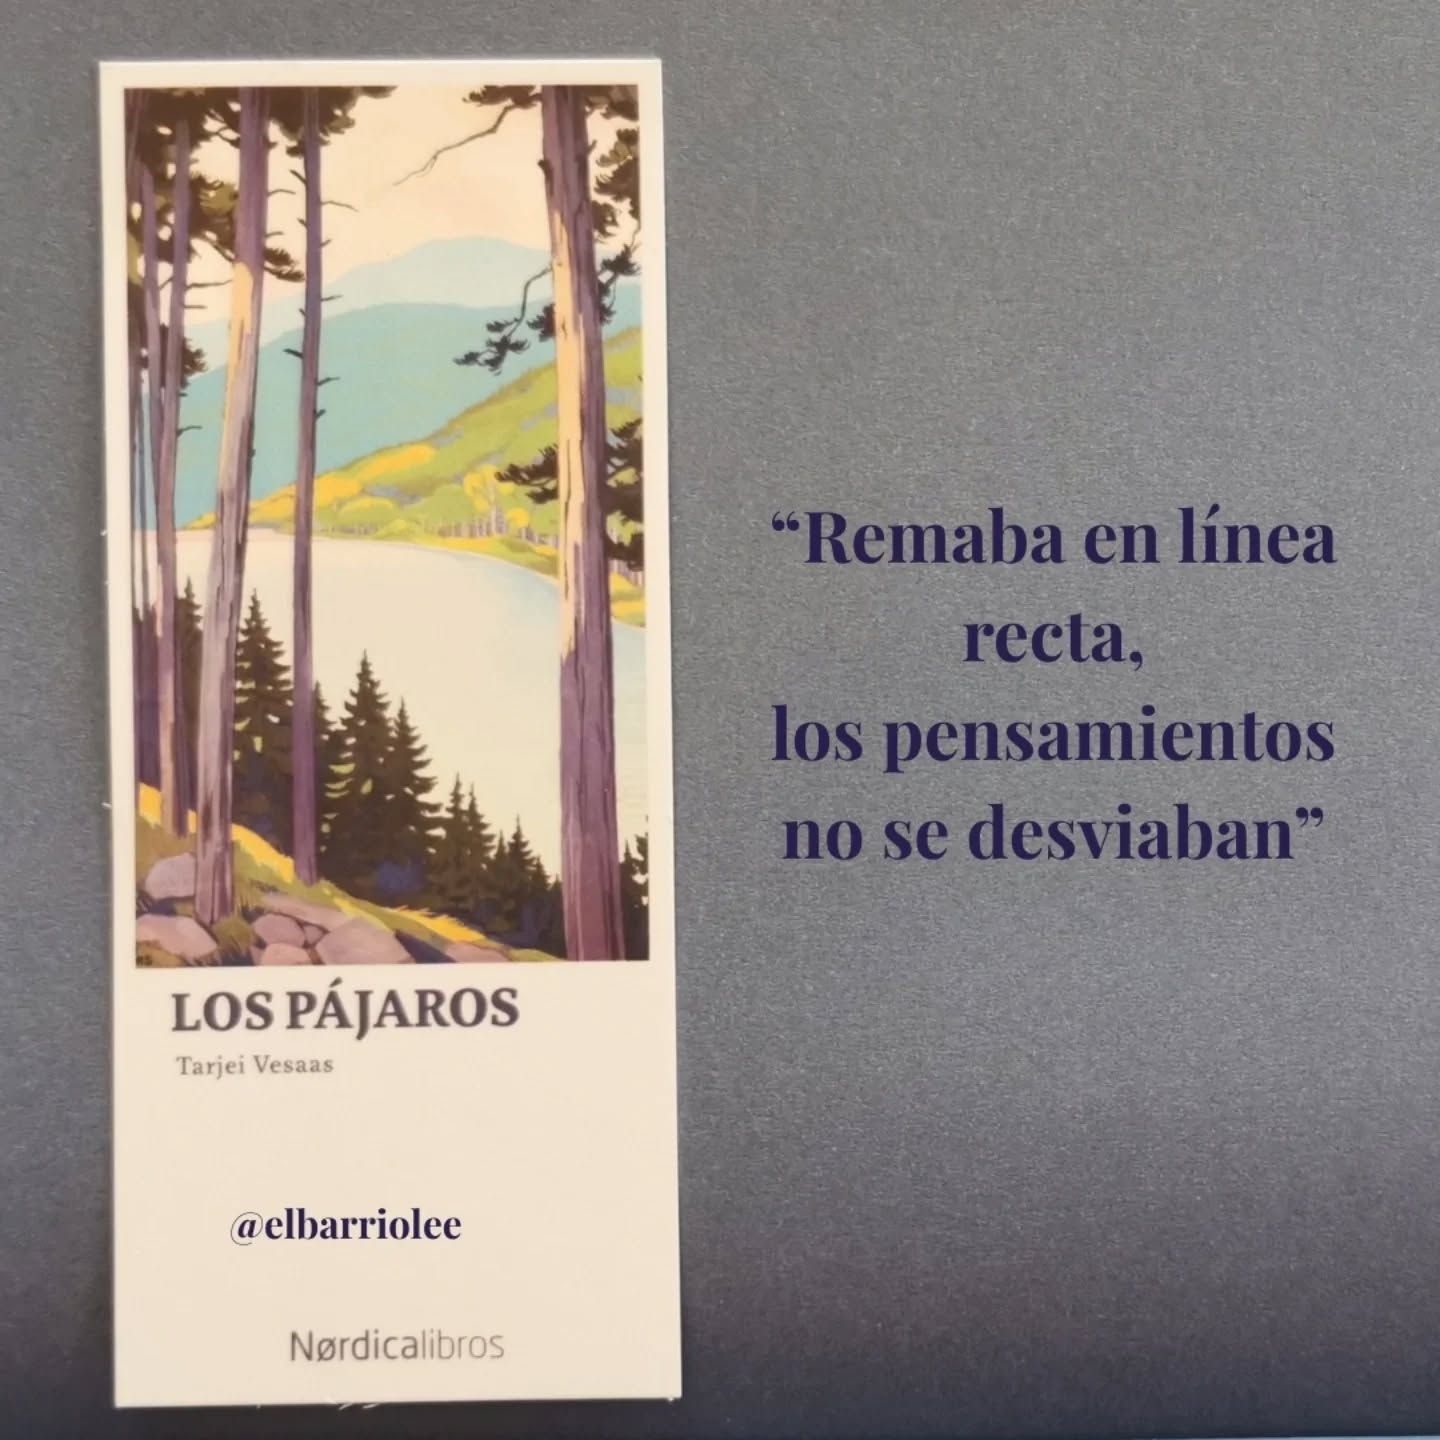 LOS PÁJAROS
Tarjei Vesaas
@elbarriolee
Nørdicalibros
“Remaba en línea
recta,
los pensamientos
no se desviaban”